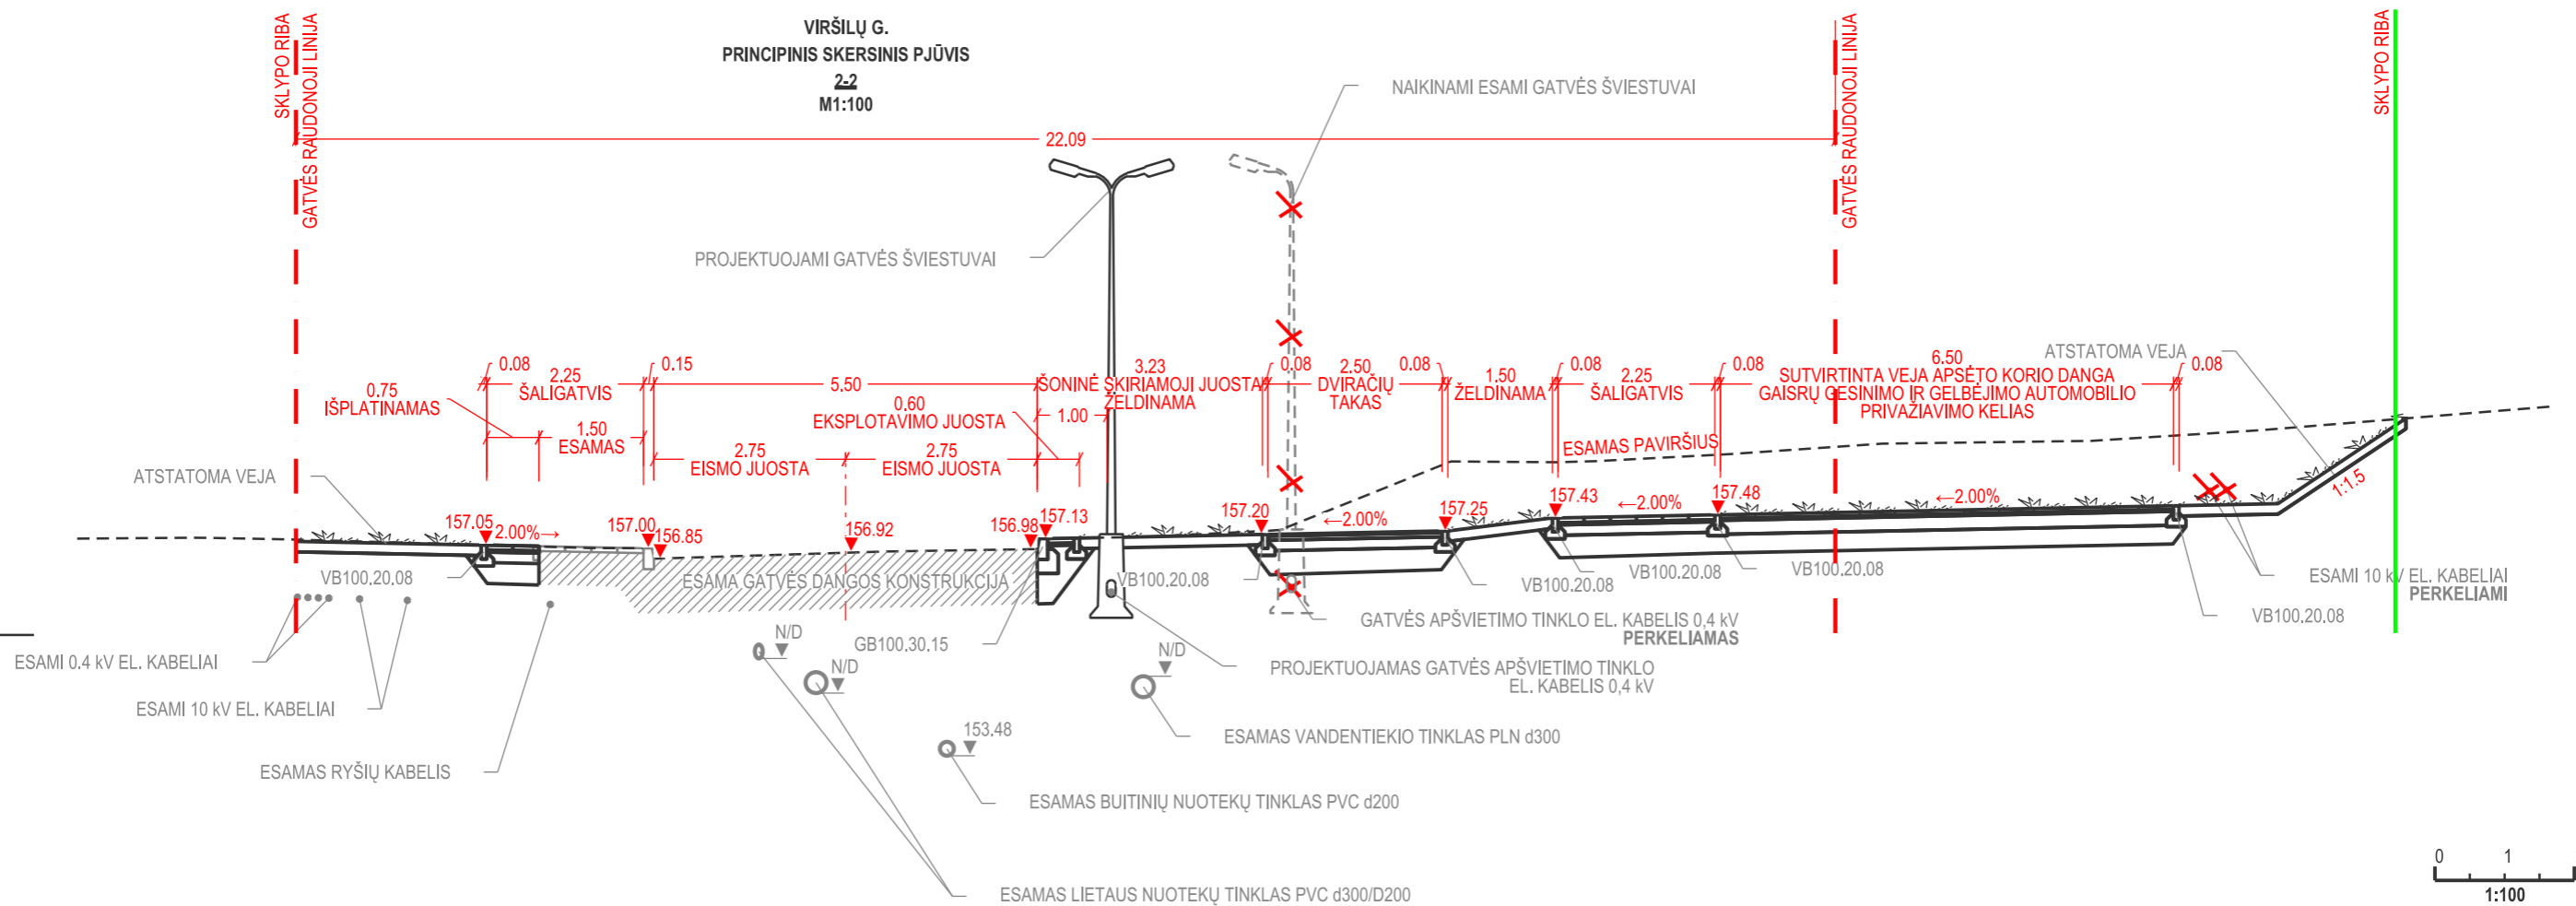 VIRŠILŲ G.
PRINCIPINIS SKERSINIS PJŪVIS
2-2
M1:100
SKLYPO RIBA
GATVĖS RAUDONOJI LINIJA
GATVĖS RAUDONOJI LINIJA
SKLYPO RIBA
NAIKINAMI ESAMI GATVĖS ŠVIESTUVAI
22.09
PROJEKTUOJAMI GATVĖS ŠVIESTUVAI
0.08
2.25
ŠALIGATVIS
0.15
5.50
3.23
ŠONINĖ SKIRIAMOJI JUOSTA
ŽELDINAMA
0.08
2.50
DVIRAČIŲ
TAKAS
0.08
1.50
ŽELDINAMA
0.08
2.25
ŠALIGATVIS
0.08
6.50
SUTVIRTINTA VEJA APSĖTO KORIO DANGA
GAISRŲ GESINIMO IR GELBĖJIMO AUTOMOBILIO
PRIVAŽIAVIMO KELIAS
0.08
ATSTATOMA VEJA
0.75
IŠPLATINAMAS
1.50
ESAMAS
0.60
EKSPLOTAVIMO JUOSTA
1.00
2.75
EISMO JUOSTA
2.75
EISMO JUOSTA
ESAMAS PAVIRŠIUS
ATSTATOMA VEJA
157.05
2.00%→
157.00
156.85
156.92
156.98
157.13
157.20
←2.00%
157.25
157.43
←2.00%
157.48
←2.00%
1:1.5
VB100.20.08
ESAMA GATVĖS DANGOS KONSTRUKCIJA
VB100.20.08
VB100.20.08
VB100.20.08
VB100.20.08
ESAMI 10 kV EL. KABELIAI
PERKELIAMI
VB100.20.08
GATVĖS APŠVIETIMO TINKLO EL. KABELIS 0,4 kV
PERKELIAMAS
N/D
GB100.30.15
N/D
N/D
ESAMI 0.4 kV EL. KABELIAI
PROJEKTUOJAMAS GATVĖS APŠVIETIMO TINKLO
EL. KABELIS 0,4 kV
ESAMI 10 kV EL. KABELIAI
153.48
ESAMAS VANDENTIEKIO TINKLAS PLN d300
ESAMAS RYŠIŲ KABELIS
ESAMAS BUITINIŲ NUOTEKŲ TINKLAS PVC d200
ESAMAS LIETAUS NUOTEKŲ TINKLAS PVC d300/D200
0 1
1:100